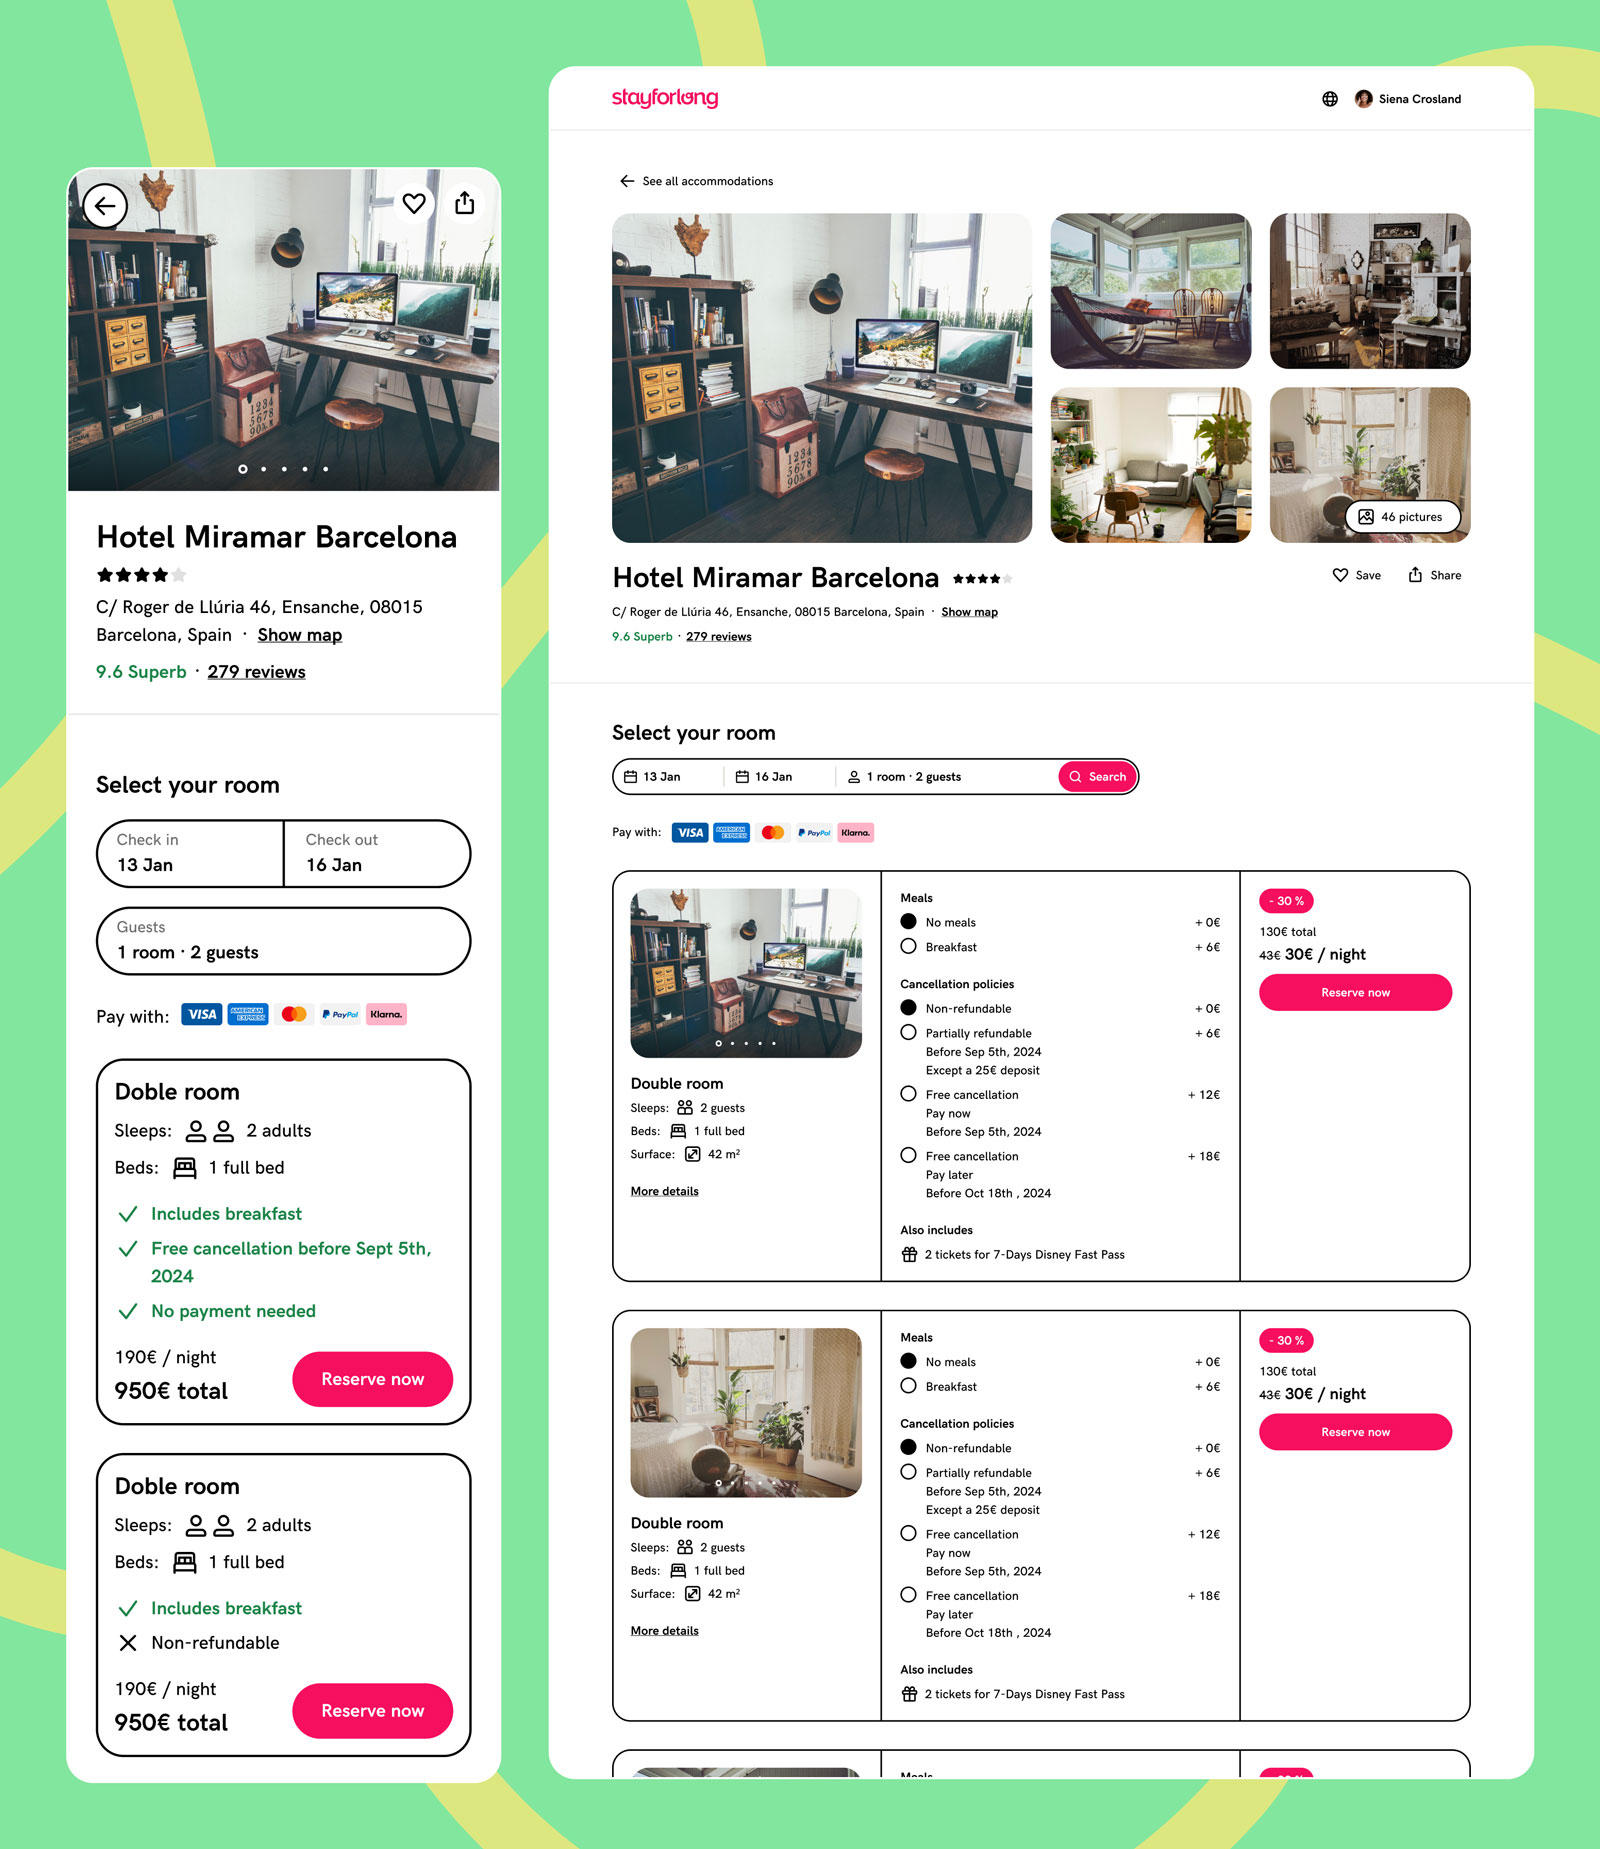 Hotel Miramar Barcelona
C/ Roger de Llúria 46, Ensanche, 08015
Barcelona, Spain · Show map
9.6 Superb · 279 reviews
Select your room
Check in
13 Jan
Check out
16 Jan
Guests
1 room · 2 guests
Pay with: VISA AMERICAN EXPRESS PayPal Klarna.
Doble room
Sleeps: 2 adults
Beds: 1 full bed
Includes breakfast
Free cancellation before Sept 5th,
2024
No payment needed
190€ / night
950€ total
Reserve now
Doble room
Sleeps: 2 adults
Beds: 1 full bed
Includes breakfast
Non-refundable
190€ / night
950€ total
Reserve now
stayforlong
Siena Crosland
See all accommodations
46 pictures
Hotel Miramar Barcelona
Save Share
C/ Roger de Llúria 46, Ensanche, 08015 Barcelona, Spain · Show map
9.6 Superb · 279 reviews
Select your room
13 Jan 16 Jan 1 room · 2 guests Search
Pay with: VISA AMERICAN EXPRESS PayPal Klarna.
Double room
Sleeps: 2 guests
Beds: 1 full bed
Surface: 42 m²
More details
Meals
No meals + 0€
Breakfast + 6€
Cancellation policies
Non-refundable + 0€
Partially refundable + 6€
Before Sep 5th, 2024
Except a 25€ deposit
Free cancellation + 12€
Pay now
Before Sep 5th, 2024
Free cancellation + 18€
Pay later
Before Oct 18th , 2024
Also includes
2 tickets for 7-Days Disney Fast Pass
- 30 %
130€ total
43€ 30€ / night
Reserve now
Double room
Sleeps: 2 guests
Beds: 1 full bed
Surface: 42 m²
More details
Meals
No meals + 0€
Breakfast + 6€
Cancellation policies
Non-refundable + 0€
Partially refundable + 6€
Before Sep 5th, 2024
Except a 25€ deposit
Free cancellation + 12€
Pay now
Before Sep 5th, 2024
Free cancellation + 18€
Pay later
Before Oct 18th , 2024
Also includes
2 tickets for 7-Days Disney Fast Pass
- 30 %
130€ total
43€ 30€ / night
Reserve now
Meals